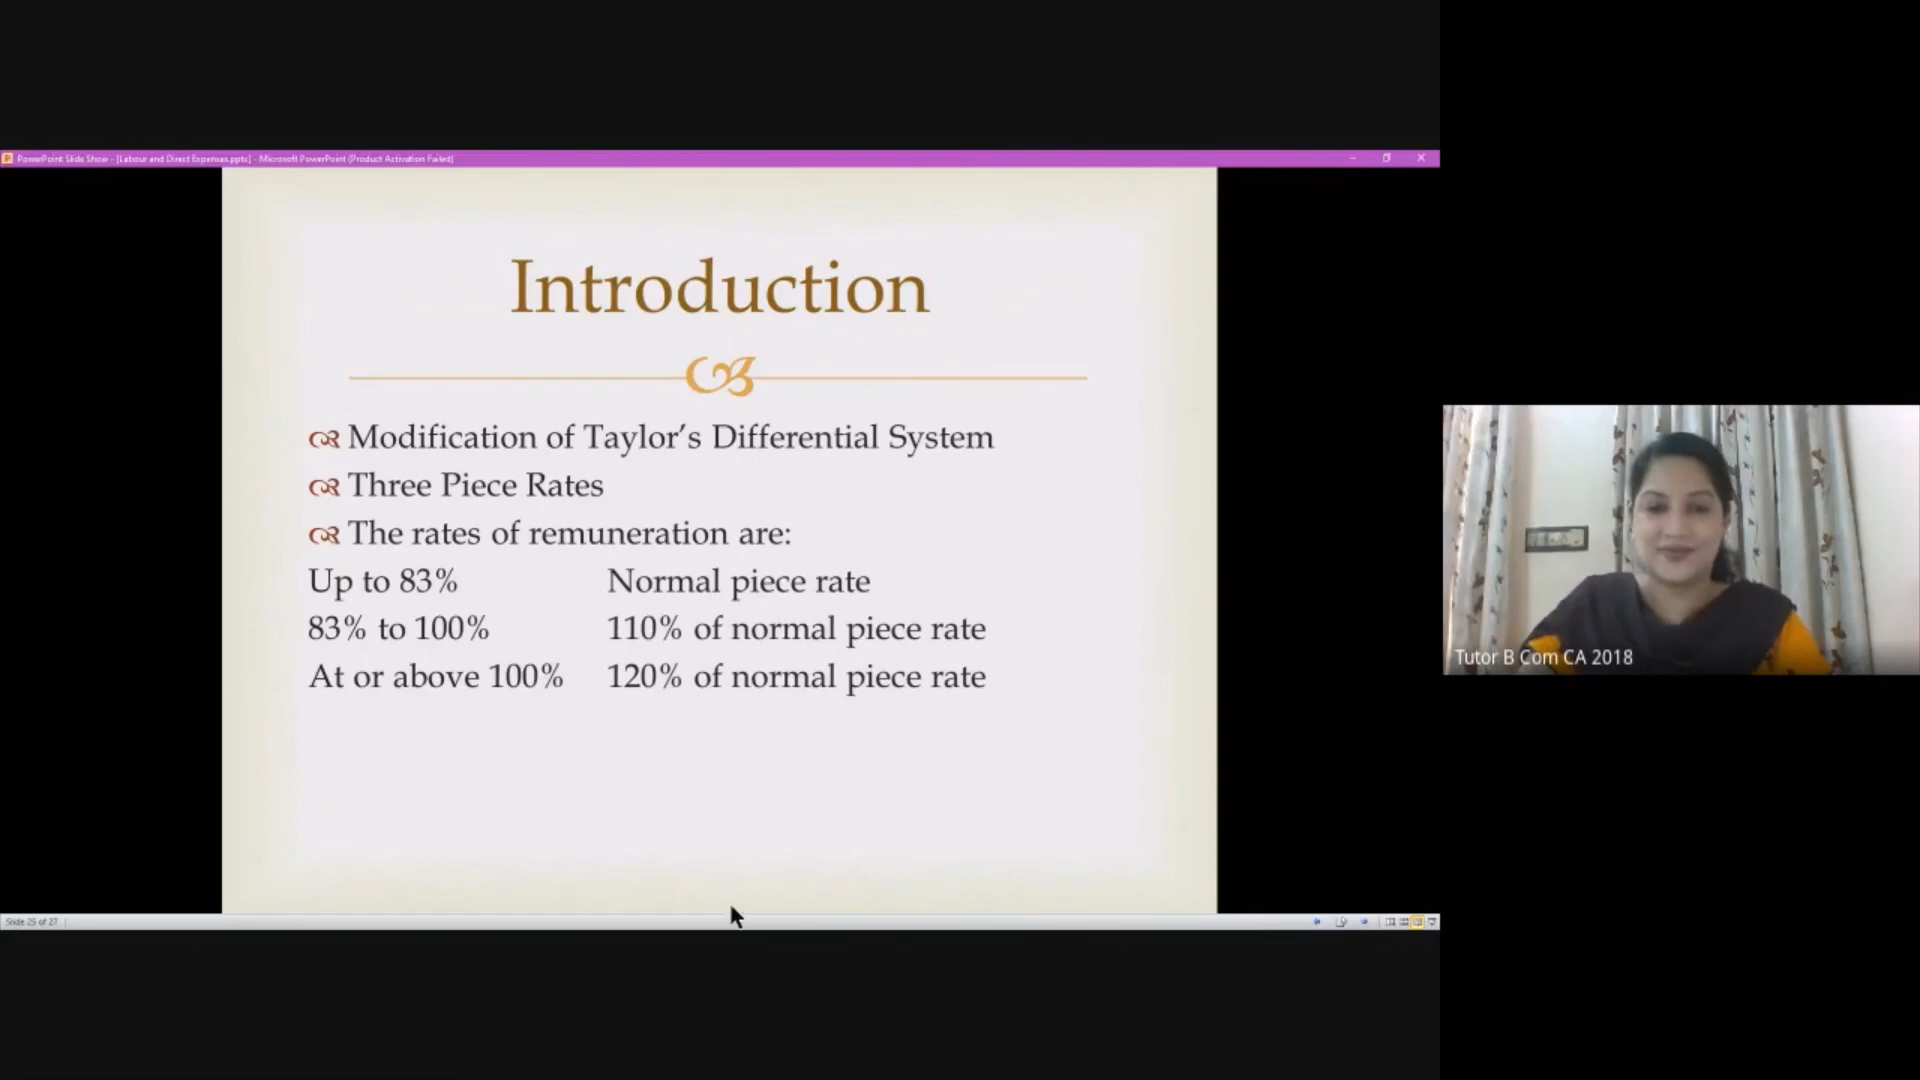 PowerPoint Slide Show - [Labour and Direct Expenses.pptx] - Microsoft PowerPoint (Product Activation Failed)
Introduction
Modification of Taylor's Differential System
Three Piece Rates
The rates of remuneration are:
Up to 83% Normal piece rate
83% to 100% 110% of normal piece rate
At or above 100% 120% of normal piece rate
Tutor B Com CA 2018
Slide 25 of 27